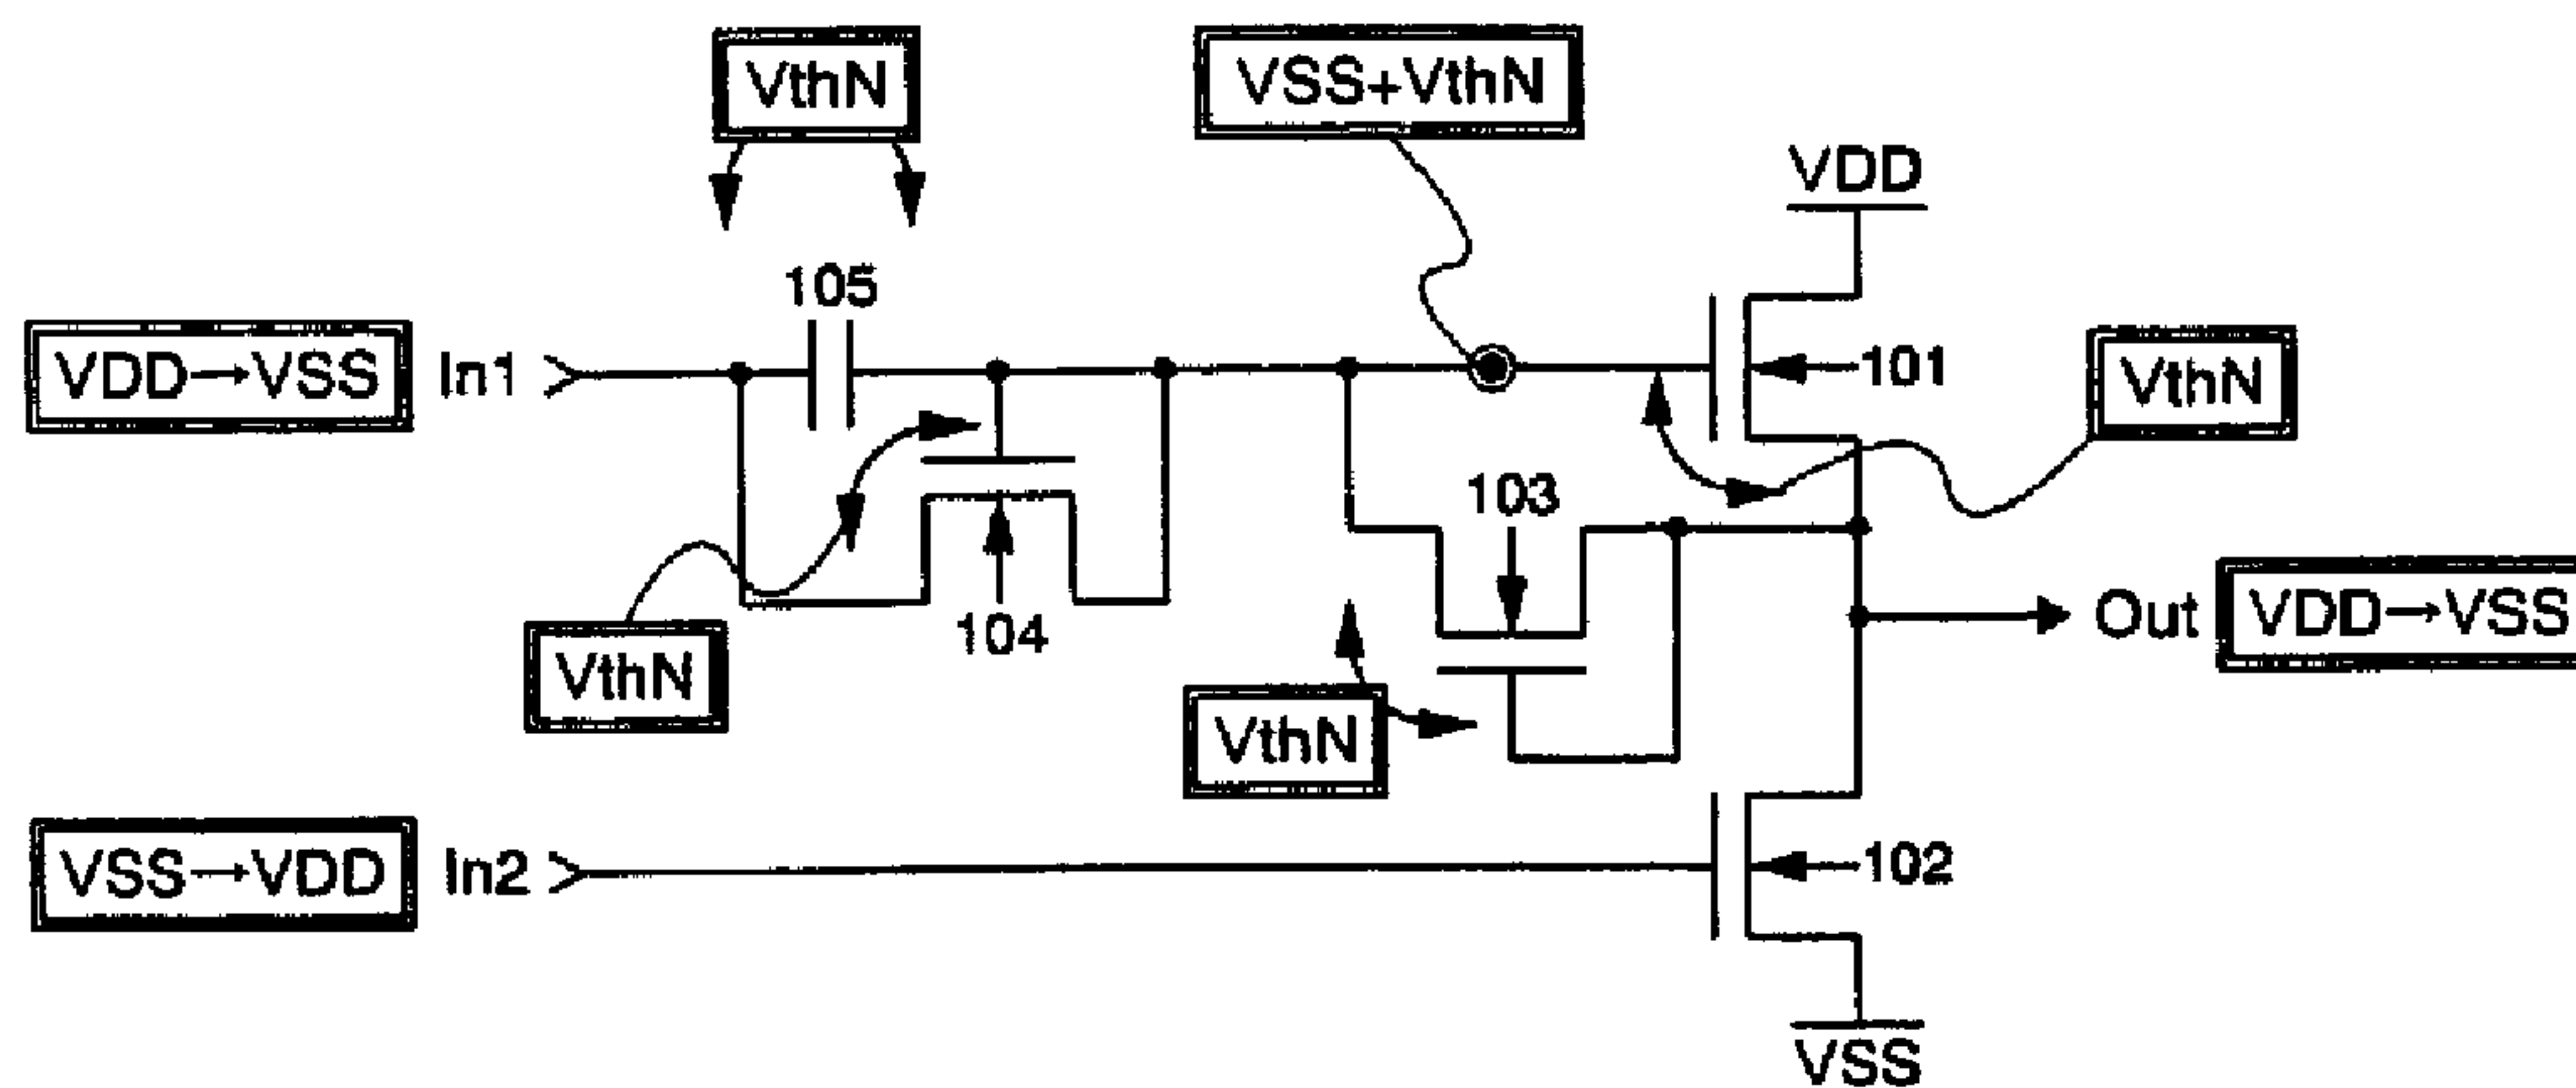 VthN
VSS+VthN
VDD
105
VDD→VSS
In1
101
VthN
103
104
VthN
Out
VDD→VSS
VthN
VSS→VDD
In2
102
VSS